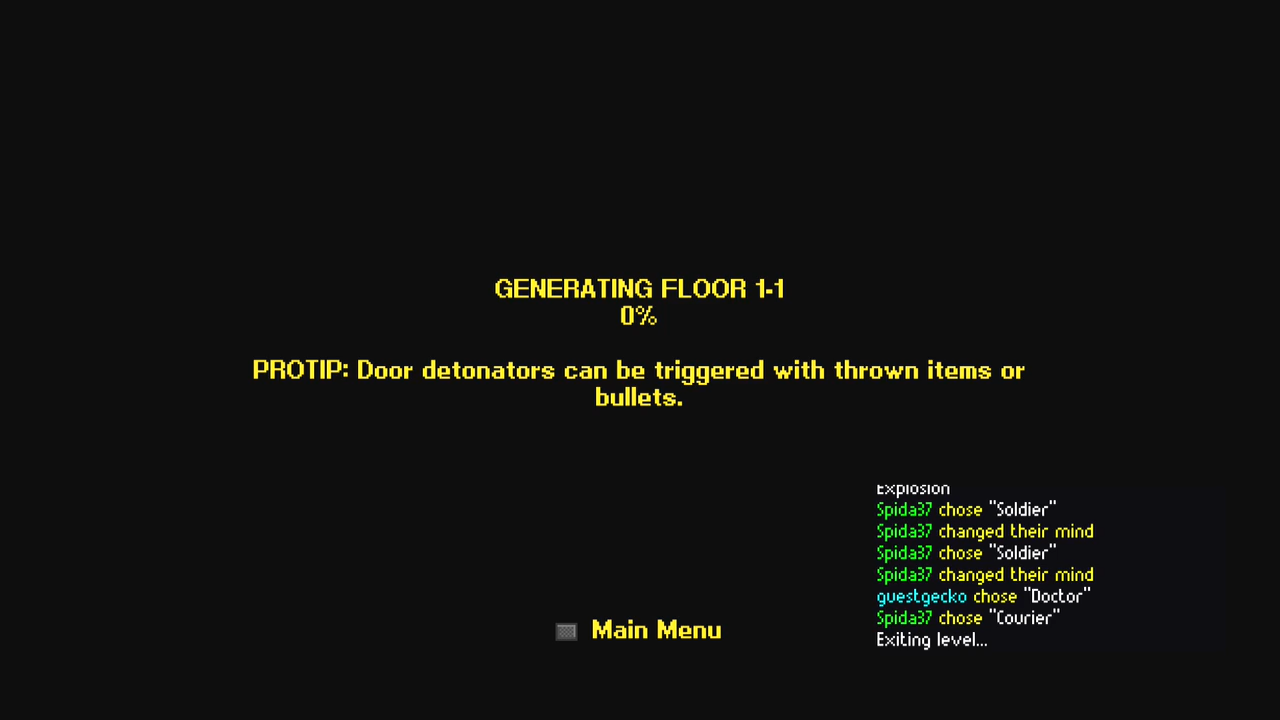 GENERATING FLOOR 1-1
0%
PROTIP: Door detonators can be triggered with thrown items or
bullets.
Explosion
Spida37 chose "Soldier"
Spida37 changed their mind
Spida37 chose "Soldier"
Spida37 changed their mind
guestgecko chose "Doctor"
Spida37 chose "Courier"
Exiting level...
Main Menu